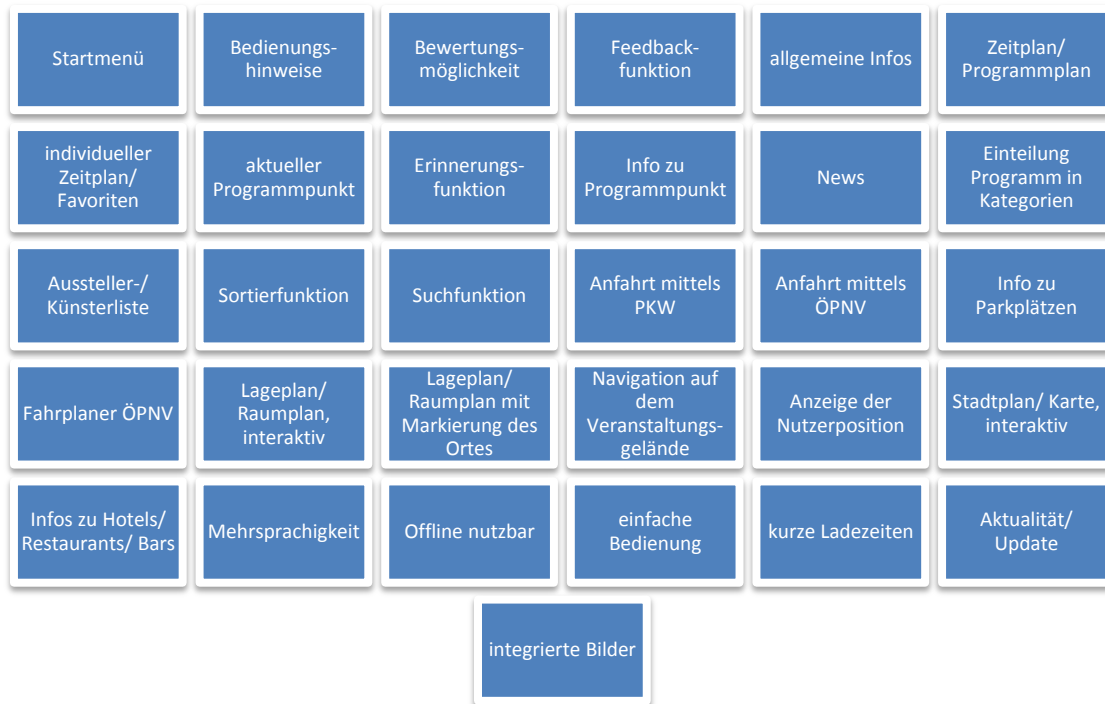 Startmenü
Bedienungs-
hinweise
Bewertungs-
möglichkeit
Feedback-
funktion
allgemeine Infos
Zeitplan/
Programmplan
individueller
Zeitplan/
Favoriten
aktueller
Programmpunkt
Erinnerungs-
funktion
Info zu
Programmpunkt
News
Einteilung
Programm in
Kategorien
Aussteller-/
Künsterliste
Sortierfunktion
Suchfunktion
Anfahrt mittels
PKW
Anfahrt mittels
ÖPNV
Info zu
Parkplätzen
Fahrplaner ÖPNV
Lageplan/
Raumplan,
interaktiv
Lageplan/
Raumplan mit
Markierung des
Ortes
Navigation auf
dem
Veranstaltungs-
gelände
Anzeige der
Nutzerposition
Stadtplan/ Karte,
interaktiv
Infos zu Hotels/
Restaurants/ Bars
Mehrsprachigkeit
Offline nutzbar
einfache
Bedienung
kurze Ladezeiten
Aktualität/
Update
integrierte Bilder